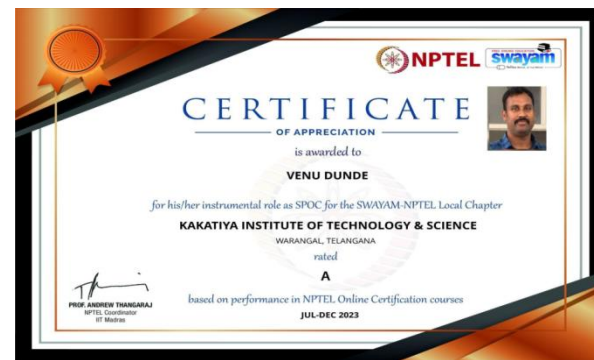 NPTEL
swayam
CERTIFICATE
OF APPRECIATION
is awarded to
VENU DUNDE
for his/her instrumental role as SPOC for the SWAYAM-NPTEL Local Chapter
KAKATIYA INSTITUTE OF TECHNOLOGY & SCIENCE
WARANGAL, TELANGANA
rated
A
based on performance in NPTEL Online Certification courses
JUL-DEC 2023
PROF. ANDREW THANGARAJ
NPTEL Coordinator
IIT Madras